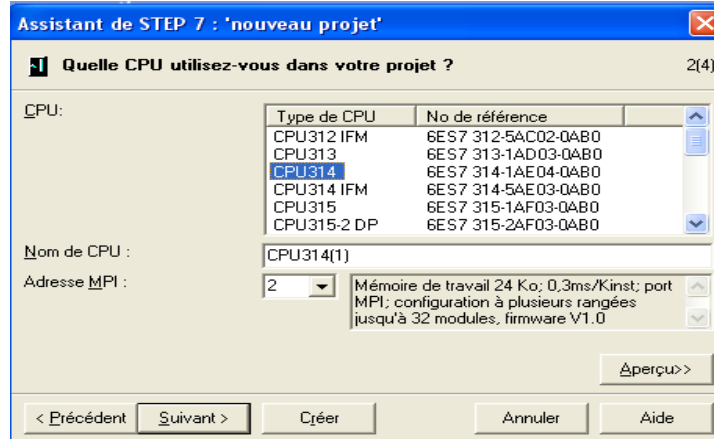 Assistant de STEP 7 : 'nouveau projet'
Quelle CPU utilisez-vous dans votre projet ? 2(4)
CPU:
Type de CPU No de référence
CPU312 IFM 6ES7 312-5AC02-0AB0
CPU313 6ES7 313-1AD03-0AB0
CPU314 6ES7 314-1AE04-0AB0
CPU314 IFM 6ES7 314-5AE03-0AB0
CPU315 6ES7 315-1AF03-0AB0
CPU315-2 DP 6ES7 315-2AF03-0AB0
Nom de CPU : CPU314(1)
Adresse MPI : 2
Mémoire de travail 24 Ko; 0,3ms/Kinst; port
MPI; configuration à plusieurs rangées
jusqu'à 32 modules, firmware V1.0
Aperçu>>
< Précédent Suivant > Créer Annuler Aide